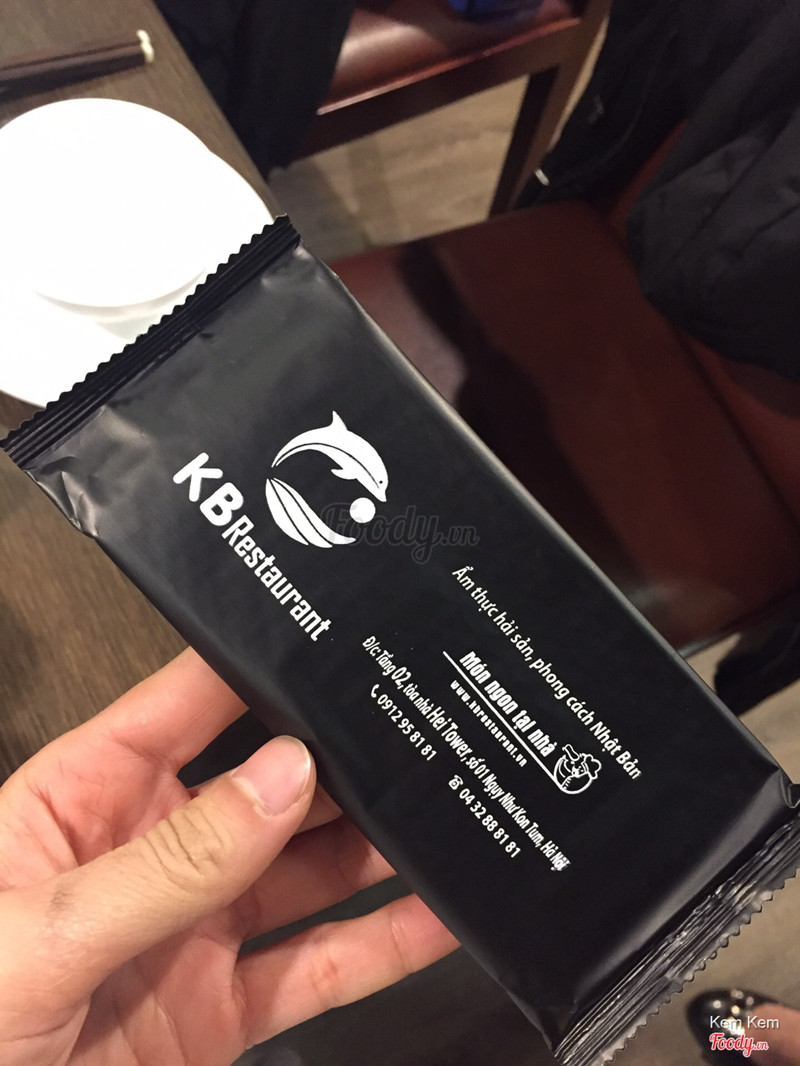 KB Restaurant
Ẩm thực hải sản, phong cách Nhật Bản
Món ngon tại nhà
www.kbrestaurant.vn
Đ/c: Tầng 02, tòa nhà Hei Tower, số 01 Ngụy Như Kon Tum, Hà Nội
0912 95 81 81
04 32 88 81 81
Foody.vn
Kem Kem
Foody.vn